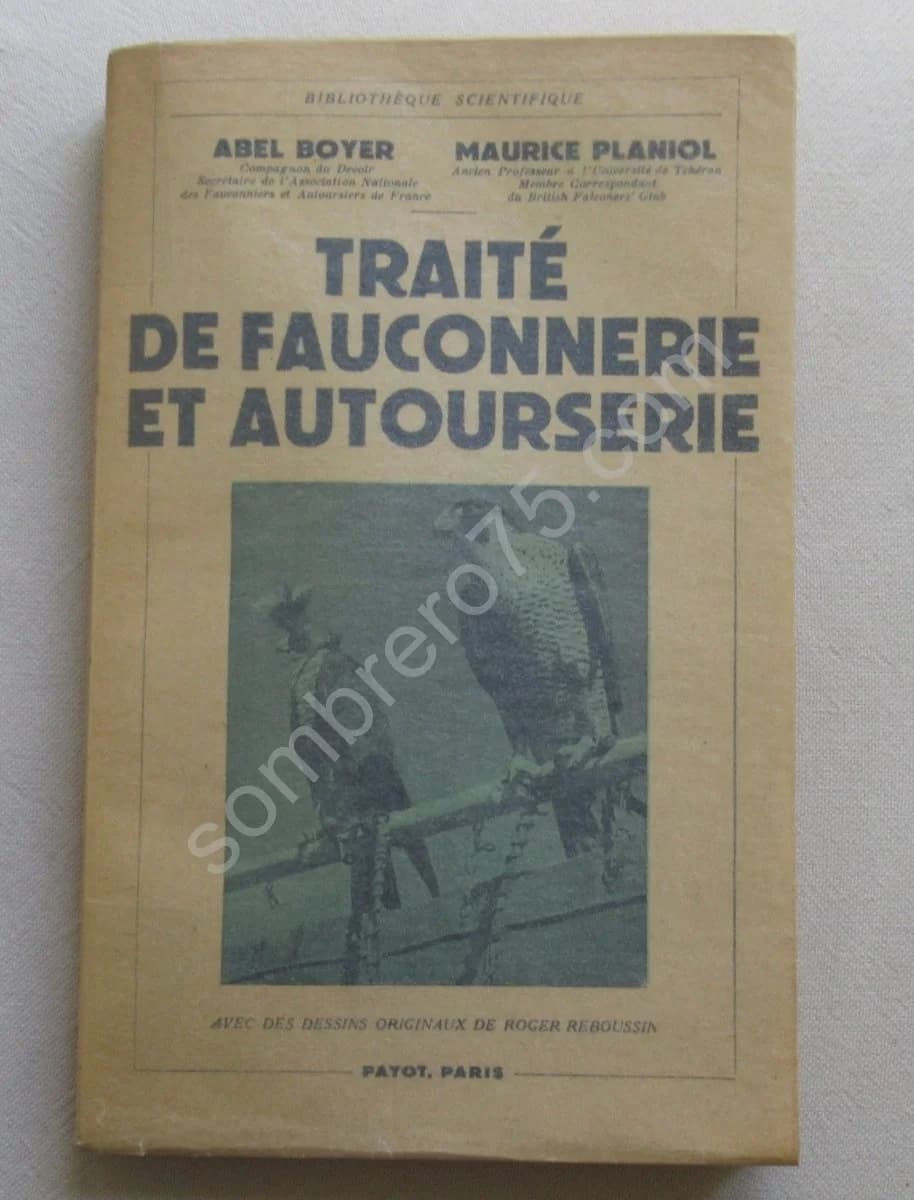 BIBLIOTHÈQUE SCIENTIFIQUE
ABEL BOYER
Compagnon du Devoir
Secrétaire de l'Association Nationale
des Fauconniers et Autoursiers de France
MAURICE PLANIOL
Ancien Professeur à l'Université de Téhéran
Membre Correspondant
du British Falconers' Club
TRAITÉ
DE FAUCONNERIE
ET AUTOURSERIE
sombrero75.com
AVEC DES DESSINS ORIGINAUX DE ROGER REBOUSSIN
PAYOT, PARIS